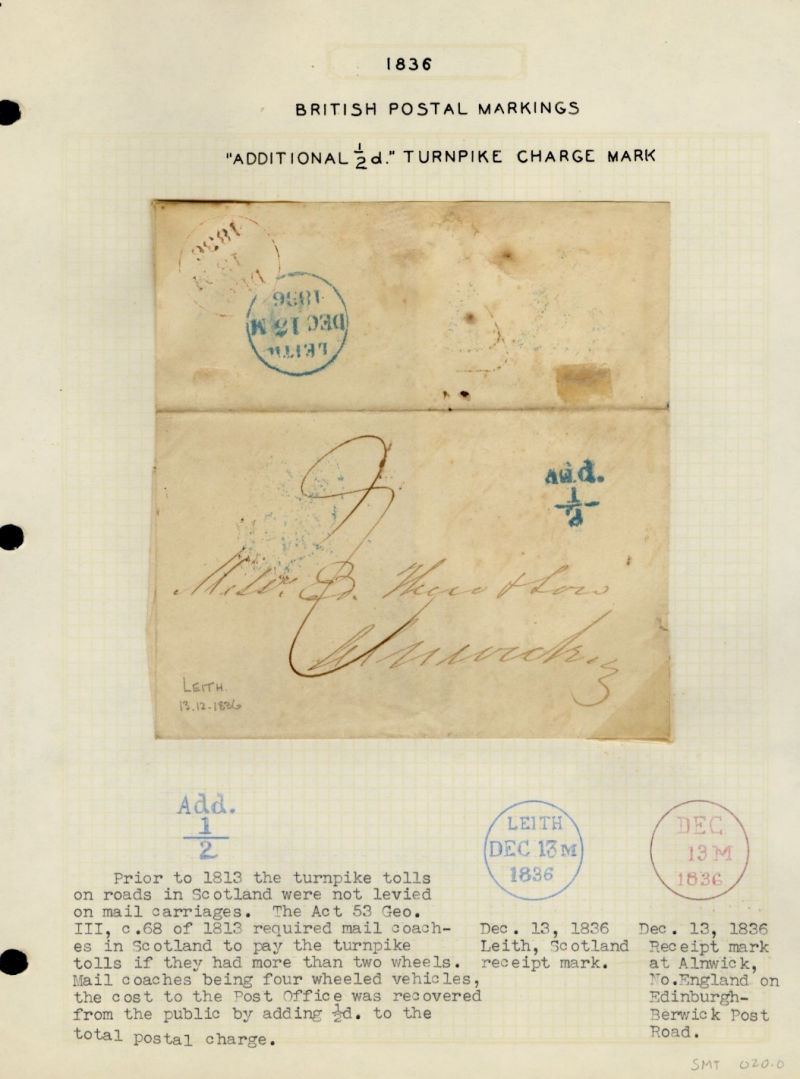 1836
BRITISH POSTAL MARKINGS
"ADDITIONAL ½d." TURNPIKE CHARGE MARK
1836
1836
DEC 13 M
LEITH
Add.
1
2
Messrs. Ed. & Son
Alnwick
LEITH.
13.12.1836
Add.
1
2
Prior to 1813 the turnpike tolls
on roads in Scotland were not levied
on mail carriages. The Act 53 Geo.
III, c.68 of 1813 required mail coach-
es in Scotland to pay the turnpike
tolls if they had more than two wheels.
Mail coaches being four wheeled vehicles,
the cost to the Post Office was recovered
from the public by adding ½d. to the
total postal charge.
LEITH
DEC 13 M
1836
Dec. 13, 1836
Leith, Scotland
receipt mark.
DEC
13 M
1836
Dec. 13, 1836
Receipt mark
at Alnwick,
No.England on
Edinburgh-
Berwick Post
Road.
SMT 020.0